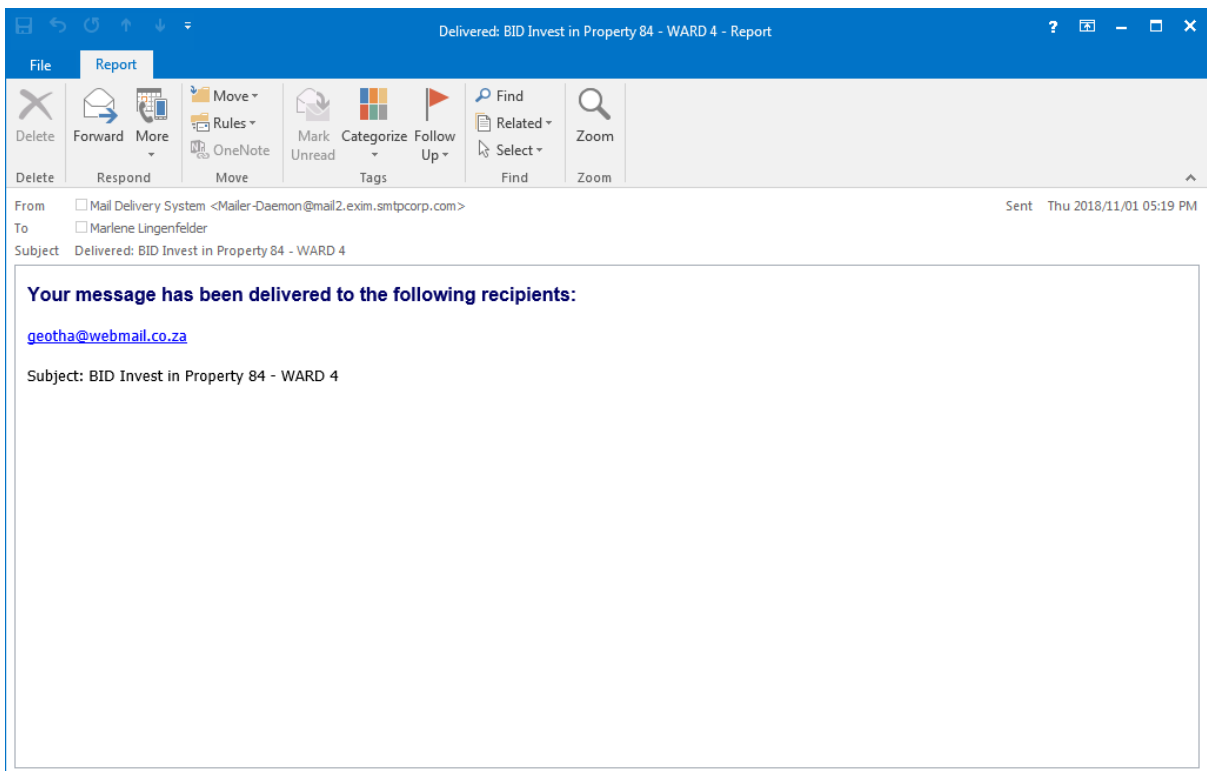 Delivered: BID Invest in Property 84 - WARD 4 - Report
?
File Report
Delete
Forward
More
Move
Rules
OneNote
Mark Unread
Categorize
Follow Up
Find
Related
Select
Zoom
Delete Respond Move Tags Find Zoom
From Mail Delivery System <Mailer-Daemon@mail2.exim.smtpcorp.com> Sent Thu 2018/11/01 05:19 PM
To Marlene Lingenfelder
Subject Delivered: BID Invest in Property 84 - WARD 4
Your message has been delivered to the following recipients:
geotha@webmail.co.za
Subject: BID Invest in Property 84 - WARD 4